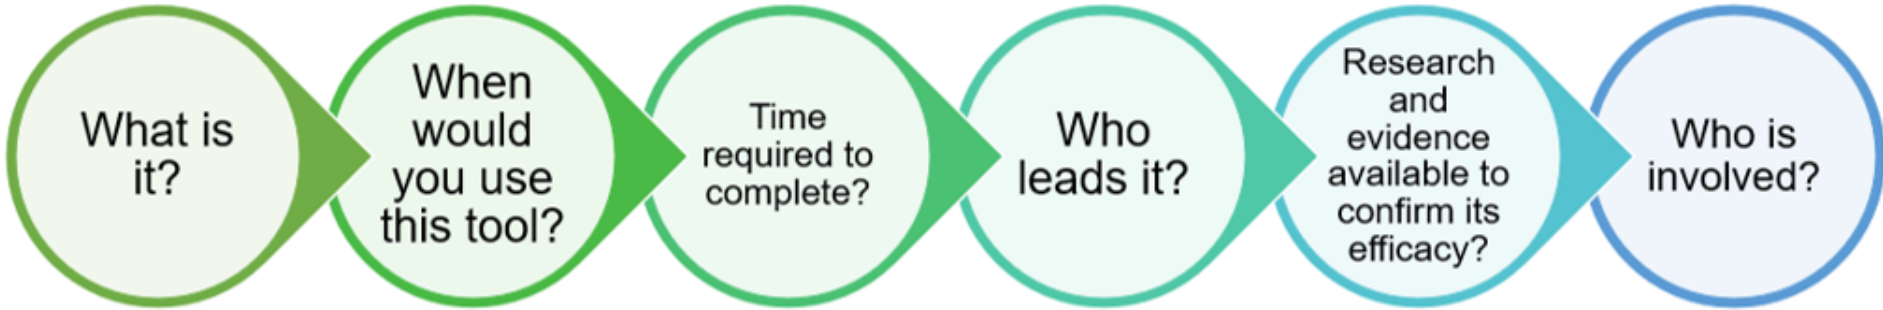 What is
it?
When
would
you use
this tool?
Time
required to
complete?
Who
leads it?
Research
and
evidence
available to
confirm its
efficacy?
Who is
involved?